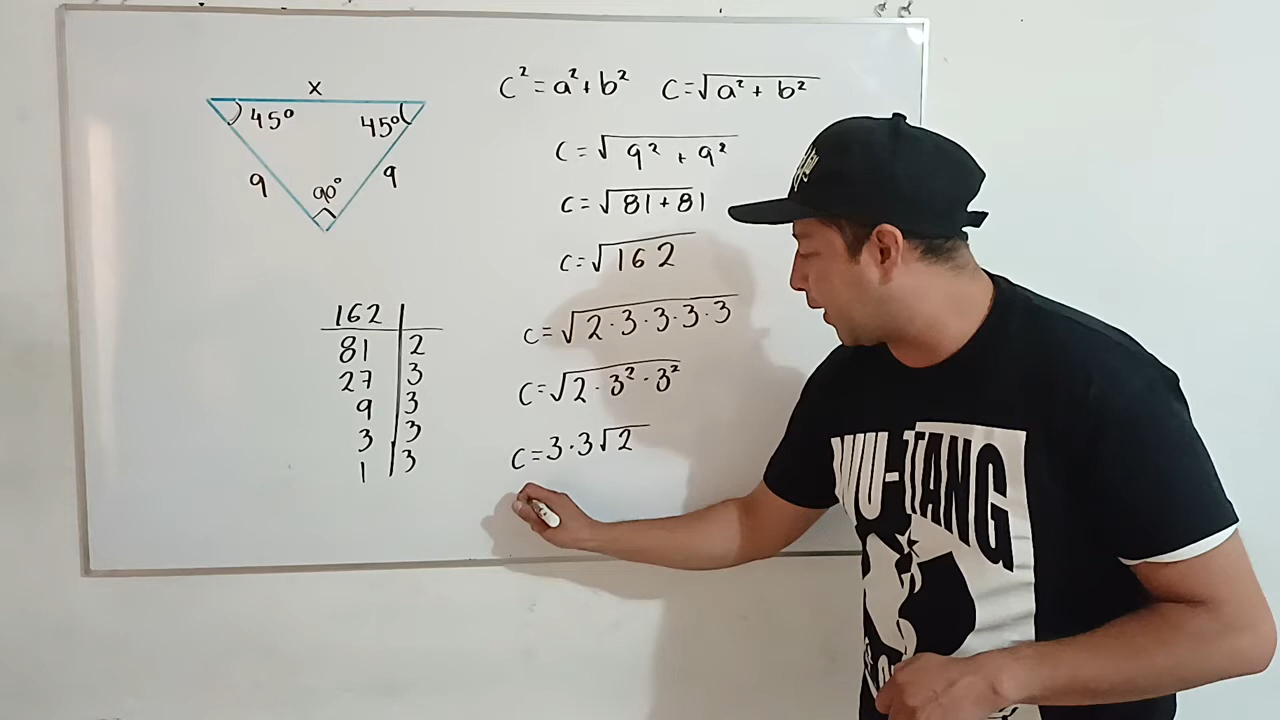 x
45° 45°
9 9
90°
c² = a² + b² c = √a² + b²
c = √9² + 9²
c = √81 + 81
c = √162
c = √2 · 3 · 3 · 3 · 3
c = √2 · 3² · 3²
c = 3 · 3√2
162
81 2
27 3
9 3
3 3
1 3
WU-TANG